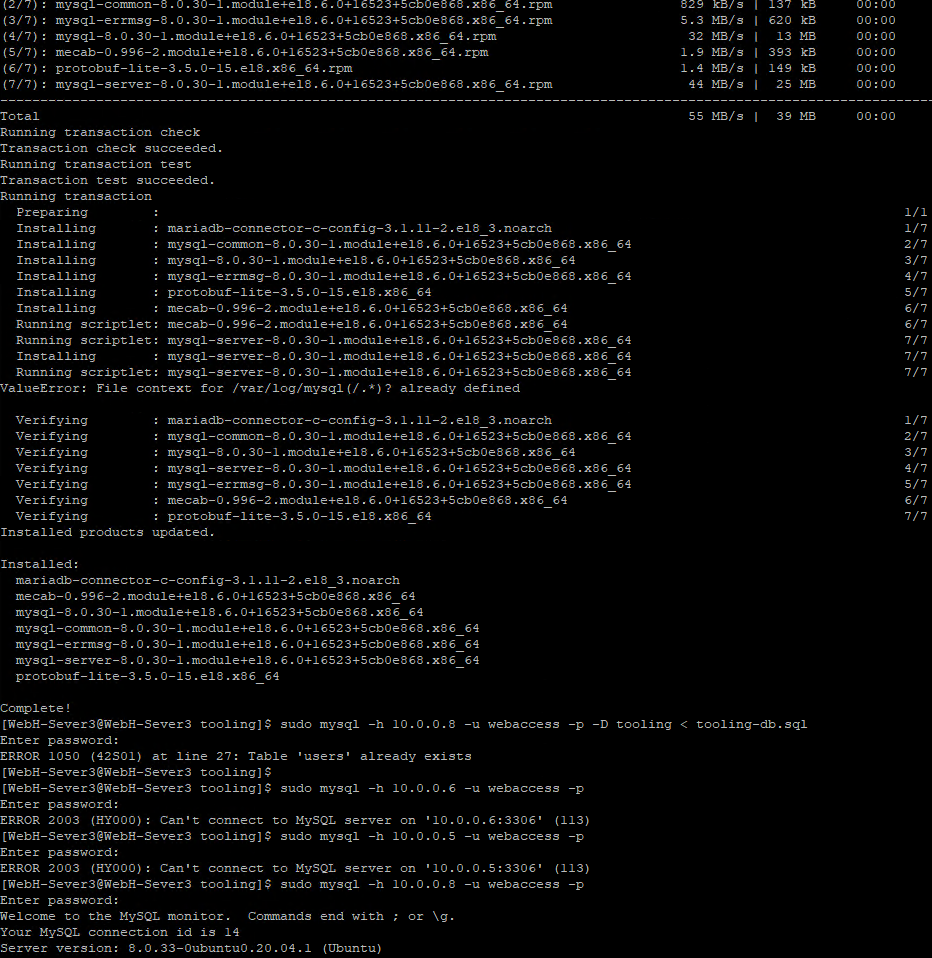 (2/7): mysql-common-8.0.30-1.module+el8.6.0+16523+5cb0e868.x86_64.rpm 829 kB/s | 137 kB 00:00
(3/7): mysql-errmsg-8.0.30-1.module+el8.6.0+16523+5cb0e868.x86_64.rpm 5.3 MB/s | 620 kB 00:00
(4/7): mysql-8.0.30-1.module+el8.6.0+16523+5cb0e868.x86_64.rpm 32 MB/s | 13 MB 00:00
(5/7): mecab-0.996-2.module+el8.6.0+16523+5cb0e868.x86_64.rpm 1.9 MB/s | 393 kB 00:00
(6/7): protobuf-lite-3.5.0-15.el8.x86_64.rpm 1.4 MB/s | 149 kB 00:00
(7/7): mysql-server-8.0.30-1.module+el8.6.0+16523+5cb0e868.x86_64.rpm 44 MB/s | 25 MB 00:00
--------------------------------------------------------------------------------------------------------------------
Total 55 MB/s | 39 MB 00:00
Running transaction check
Transaction check succeeded.
Running transaction test
Transaction test succeeded.
Running transaction
Preparing : 1/1
Installing : mariadb-connector-c-config-3.1.11-2.el8_3.noarch 1/7
Installing : mysql-common-8.0.30-1.module+el8.6.0+16523+5cb0e868.x86_64 2/7
Installing : mysql-8.0.30-1.module+el8.6.0+16523+5cb0e868.x86_64 3/7
Installing : mysql-errmsg-8.0.30-1.module+el8.6.0+16523+5cb0e868.x86_64 4/7
Installing : protobuf-lite-3.5.0-15.el8.x86_64 5/7
Installing : mecab-0.996-2.module+el8.6.0+16523+5cb0e868.x86_64 6/7
Running scriptlet: mecab-0.996-2.module+el8.6.0+16523+5cb0e868.x86_64 6/7
Running scriptlet: mysql-server-8.0.30-1.module+el8.6.0+16523+5cb0e868.x86_64 7/7
Installing : mysql-server-8.0.30-1.module+el8.6.0+16523+5cb0e868.x86_64 7/7
Running scriptlet: mysql-server-8.0.30-1.module+el8.6.0+16523+5cb0e868.x86_64 7/7
ValueError: File context for /var/log/mysql(/.*)? already defined
Verifying : mariadb-connector-c-config-3.1.11-2.el8_3.noarch 1/7
Verifying : mysql-common-8.0.30-1.module+el8.6.0+16523+5cb0e868.x86_64 2/7
Verifying : mysql-8.0.30-1.module+el8.6.0+16523+5cb0e868.x86_64 3/7
Verifying : mysql-server-8.0.30-1.module+el8.6.0+16523+5cb0e868.x86_64 4/7
Verifying : mysql-errmsg-8.0.30-1.module+el8.6.0+16523+5cb0e868.x86_64 5/7
Verifying : mecab-0.996-2.module+el8.6.0+16523+5cb0e868.x86_64 6/7
Verifying : protobuf-lite-3.5.0-15.el8.x86_64 7/7
Installed products updated.
Installed:
mariadb-connector-c-config-3.1.11-2.el8_3.noarch
mecab-0.996-2.module+el8.6.0+16523+5cb0e868.x86_64
mysql-8.0.30-1.module+el8.6.0+16523+5cb0e868.x86_64
mysql-common-8.0.30-1.module+el8.6.0+16523+5cb0e868.x86_64
mysql-errmsg-8.0.30-1.module+el8.6.0+16523+5cb0e868.x86_64
mysql-server-8.0.30-1.module+el8.6.0+16523+5cb0e868.x86_64
protobuf-lite-3.5.0-15.el8.x86_64
Complete!
[WebH-Sever3@WebH-Sever3 tooling]$ sudo mysql -h 10.0.0.8 -u webaccess -p -D tooling < tooling-db.sql
Enter password:
ERROR 1050 (42S01) at line 27: Table 'users' already exists
[WebH-Sever3@WebH-Sever3 tooling]$
[WebH-Sever3@WebH-Sever3 tooling]$ sudo mysql -h 10.0.0.6 -u webaccess -p
Enter password:
ERROR 2003 (HY000): Can't connect to MySQL server on '10.0.0.6:3306' (113)
[WebH-Sever3@WebH-Sever3 tooling]$ sudo mysql -h 10.0.0.5 -u webaccess -p
Enter password:
ERROR 2003 (HY000): Can't connect to MySQL server on '10.0.0.5:3306' (113)
[WebH-Sever3@WebH-Sever3 tooling]$ sudo mysql -h 10.0.0.8 -u webaccess -p
Enter password:
Welcome to the MySQL monitor.  Commands end with ; or \g.
Your MySQL connection id is 14
Server version: 8.0.33-0ubuntu0.20.04.1 (Ubuntu)